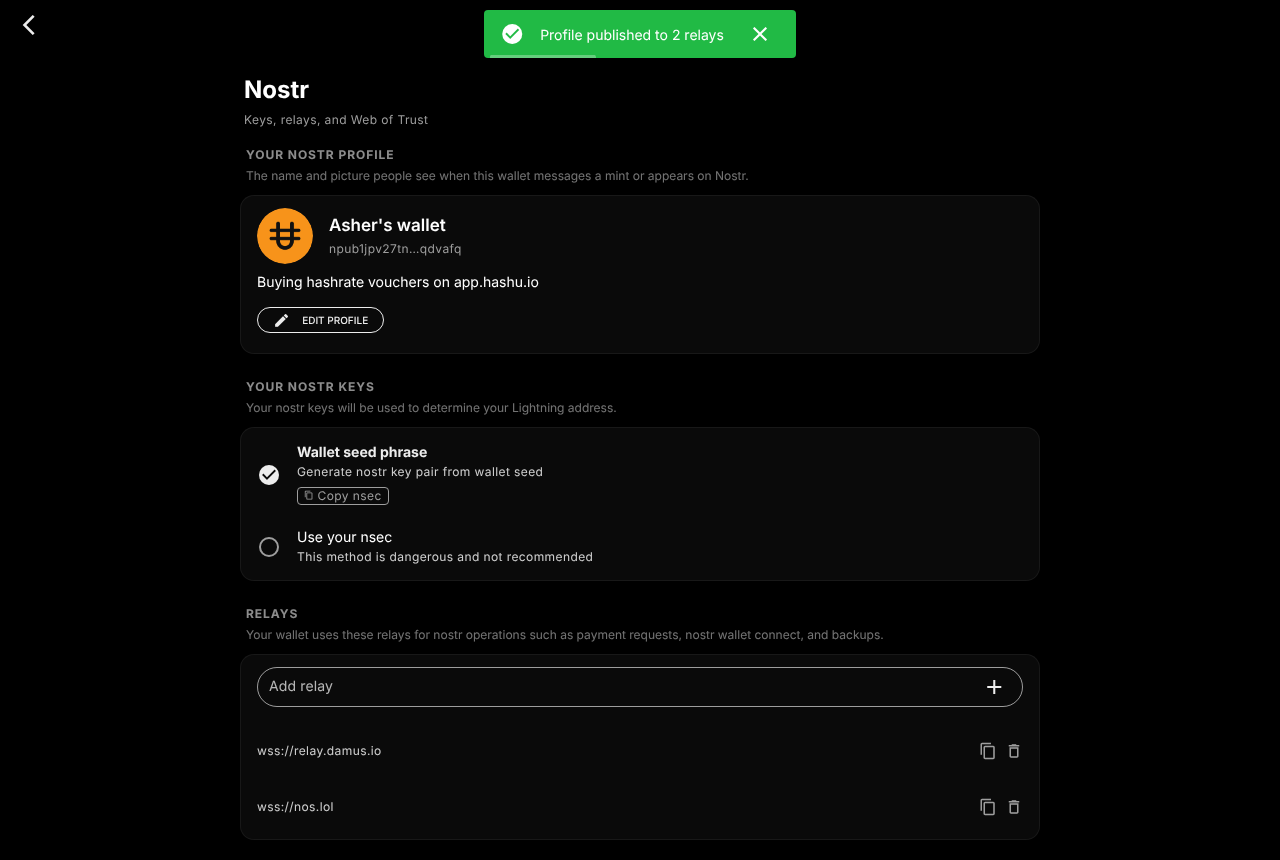 Profile published to 2 relays
Nostr
Keys, relays, and Web of Trust
YOUR NOSTR PROFILE
The name and picture people see when this wallet messages a mint or appears on Nostr.
Asher's wallet
npub1jpv27tn...qdvafq
Buying hashrate vouchers on app.hashu.io
EDIT PROFILE
YOUR NOSTR KEYS
Your nostr keys will be used to determine your Lightning address.
Wallet seed phrase
Generate nostr key pair from wallet seed
Copy nsec
Use your nsec
This method is dangerous and not recommended
RELAYS
Your wallet uses these relays for nostr operations such as payment requests, nostr wallet connect, and backups.
Add relay
wss://relay.damus.io
wss://nos.lol